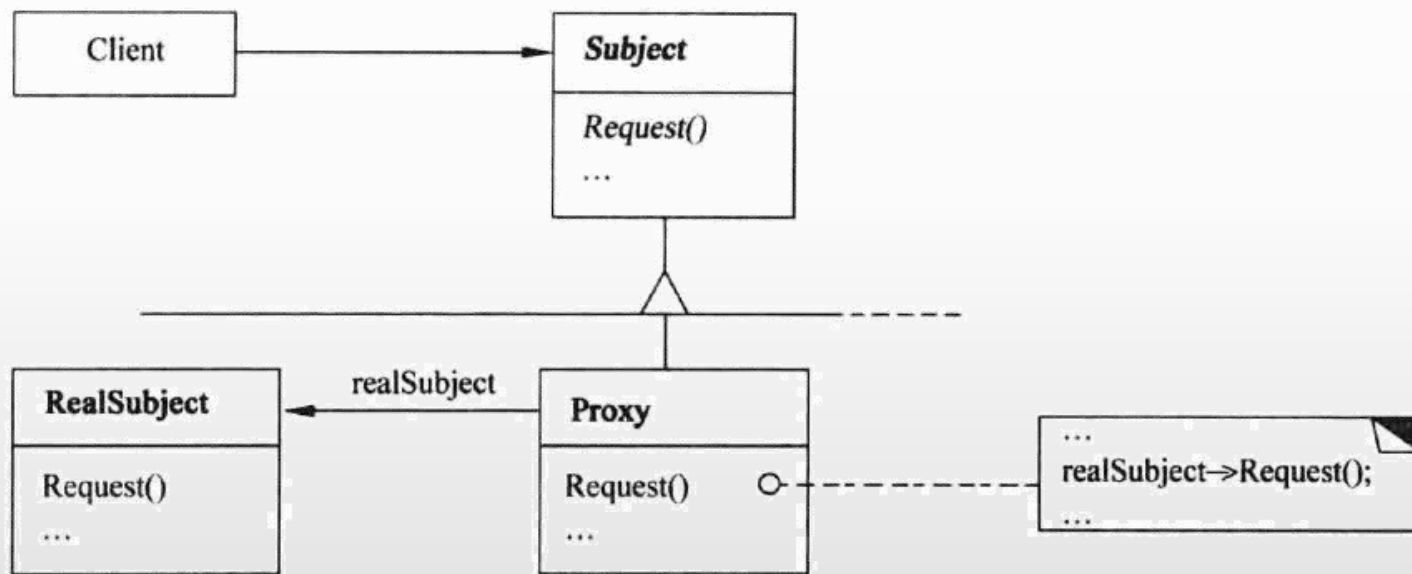 Client
Subject
Request()
...
realSubject
RealSubject
Request()
...
Proxy
Request()
...
...
realSubject->Request();
...